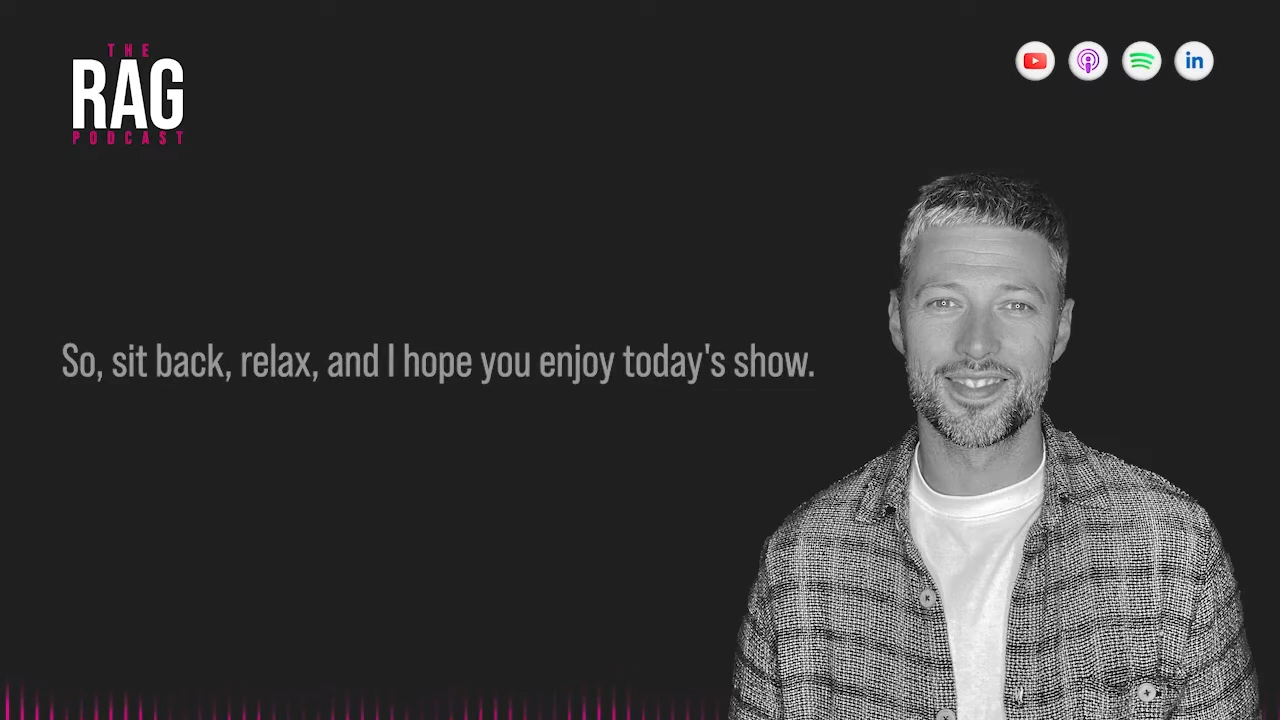 THE
RAG
PODCAST
in
So, sit back, relax, and I hope you enjoy today's show.